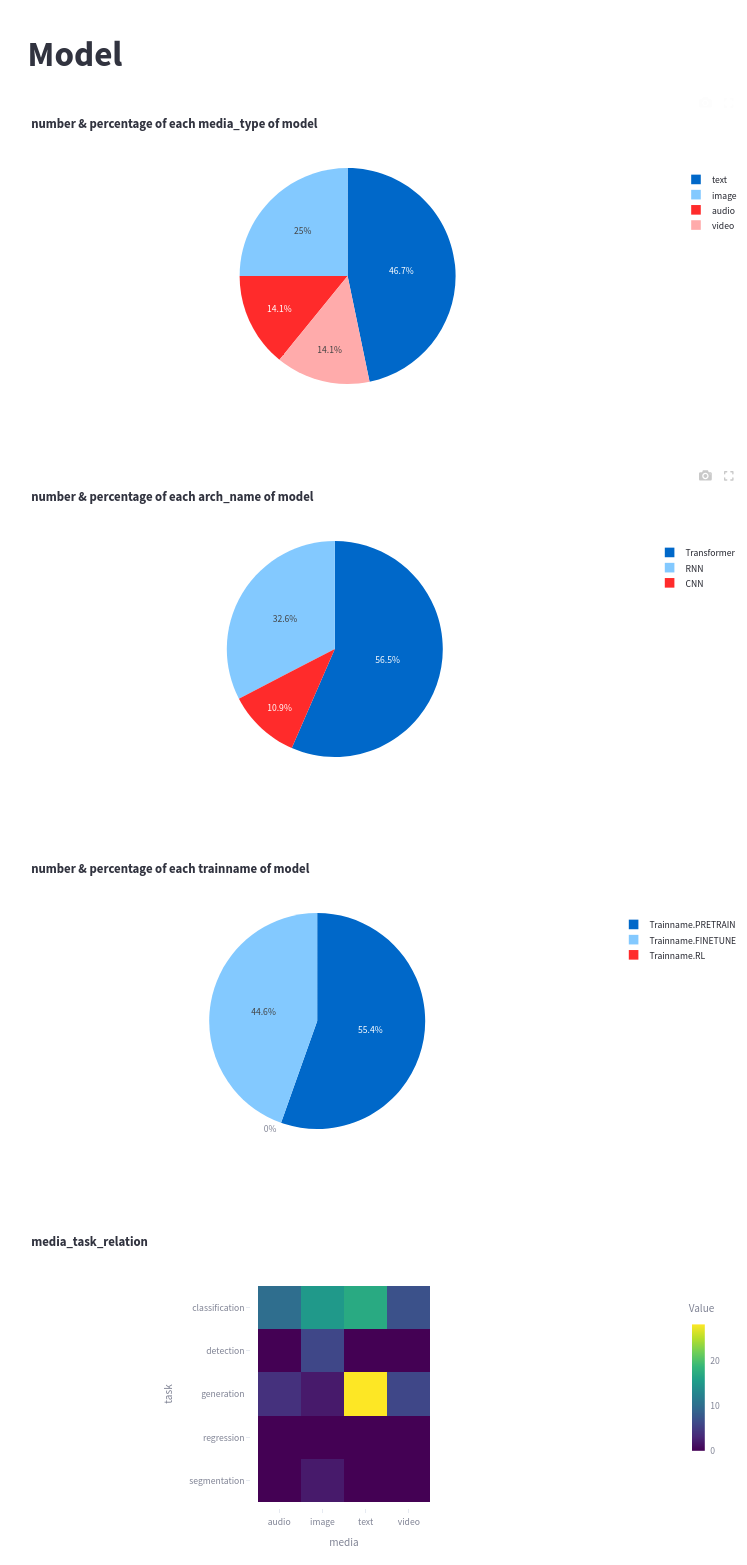 Model
number & percentage of each media_type of model
text
image
audio
video
25%
46.7%
14.1%
14.1%
number & percentage of each arch_name of model
Transformer
RNN
CNN
32.6%
56.5%
10.9%
number & percentage of each trainname of model
Trainname.PRETRAIN
Trainname.FINETUNE
Trainname.RL
44.6%
55.4%
0%
media_task_relation
classification
detection
generation
regression
segmentation
task
audio image text video
media
Value
20
10
0